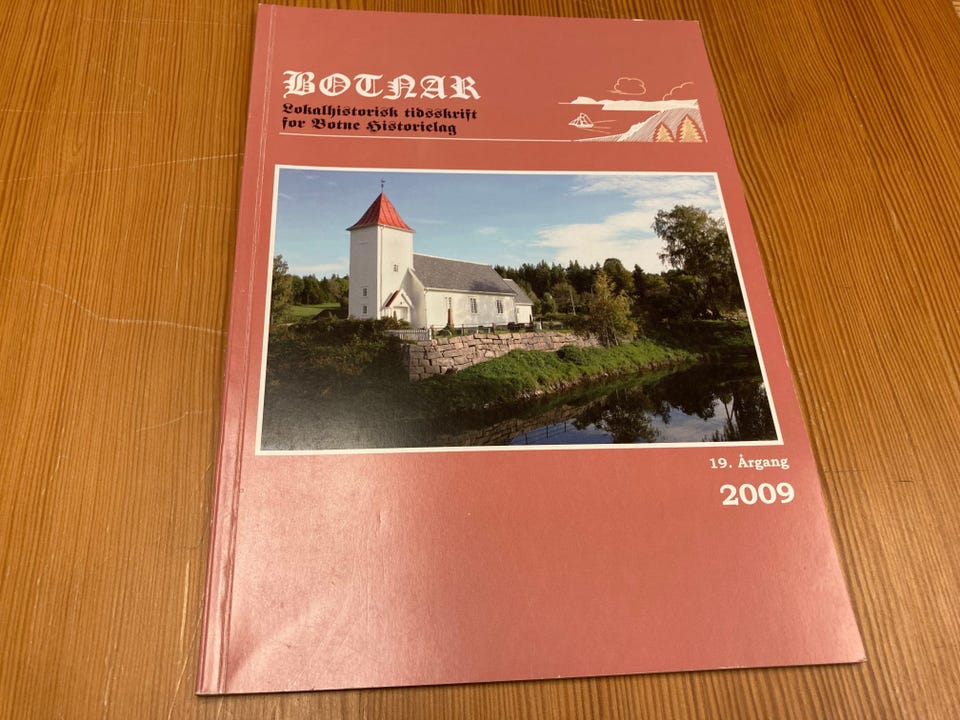 BOTNAR
Lokalhistorisk tidsskrift
for Botne Historielag
19. Årgang
2009